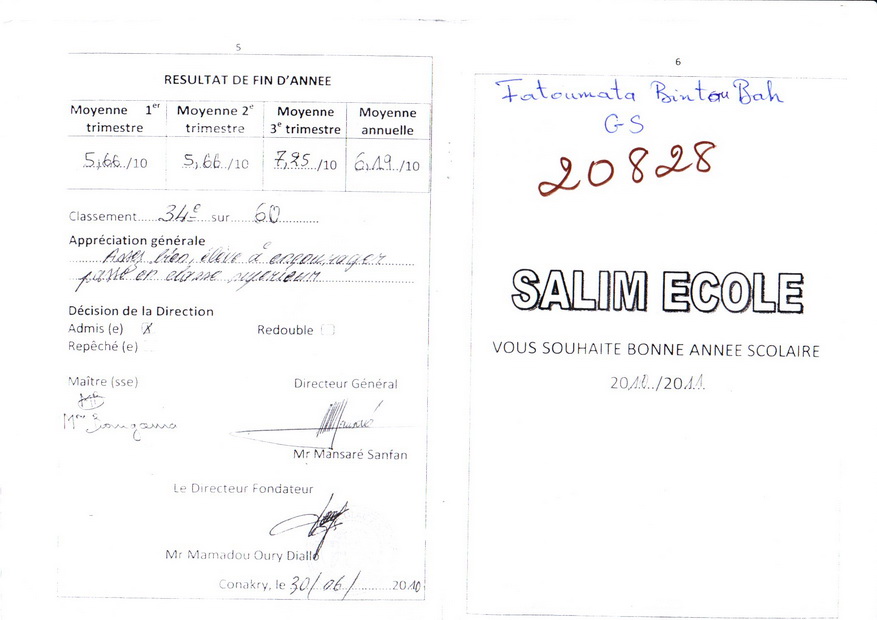 5
RESULTAT DE FIN D'ANNEE
Moyenne 1er trimestre
Moyenne 2e trimestre
Moyenne 3e trimestre
Moyenne annuelle
5,66/10
5,66/10
7,25/10
6,19/10
Classement 34e sur 60
Appréciation générale
Assez bien, élève à encourager
passe en classe supérieur
Décision de la Direction
Admis (e) X
Redouble
Repêché (e)
Maître (sse)
Directeur Général
Mme
Mr Mansaré Sanfan
Le Directeur Fondateur
Mr Mamadou Oury Diallo
Conakry, le 30/06/ 2010
6
Fatoumata Bintou Bah
GS
20828
SALIM ECOLE
VOUS SOUHAITE BONNE ANNEE SCOLAIRE
2010/2011